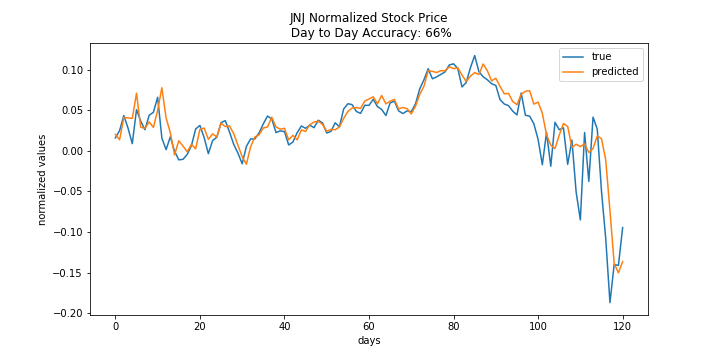 JNJ Normalized Stock Price
Day to Day Accuracy: 66%
true
predicted
normalized values
0.10
0.05
0.00
−0.05
−0.10
−0.15
−0.20
0
20
40
60
80
100
120
days